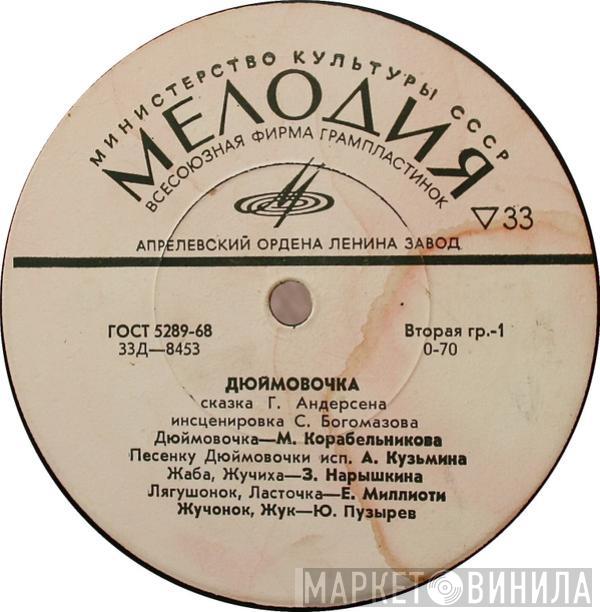 МИНИСТЕРСТВО КУЛЬТУРЫ СССР
МЕЛОДИЯ
ВСЕСОЮЗНАЯ ФИРМА ГРАМПЛАСТИНОК
▽ 33
АПРЕЛЕВСКИЙ ОРДЕНА ЛЕНИНА ЗАВОД
ГОСТ 5289-68
Вторая гр.-1
33Д—8453
0-70
ДЮЙМОВОЧКА
сказка Г. Андерсена
инсценировка С. Богомазова
Дюймовочка—М. Корабельникова
Песенку Дюймовочки исп. А. Кузьмина
Жаба, Жучиха—З. Нарышкина
Лягушонок, Ласточка—Е. Миллиоти
Жучонок, Жук—Ю. Пузырев
МАРКЕТ ВИНИЛА